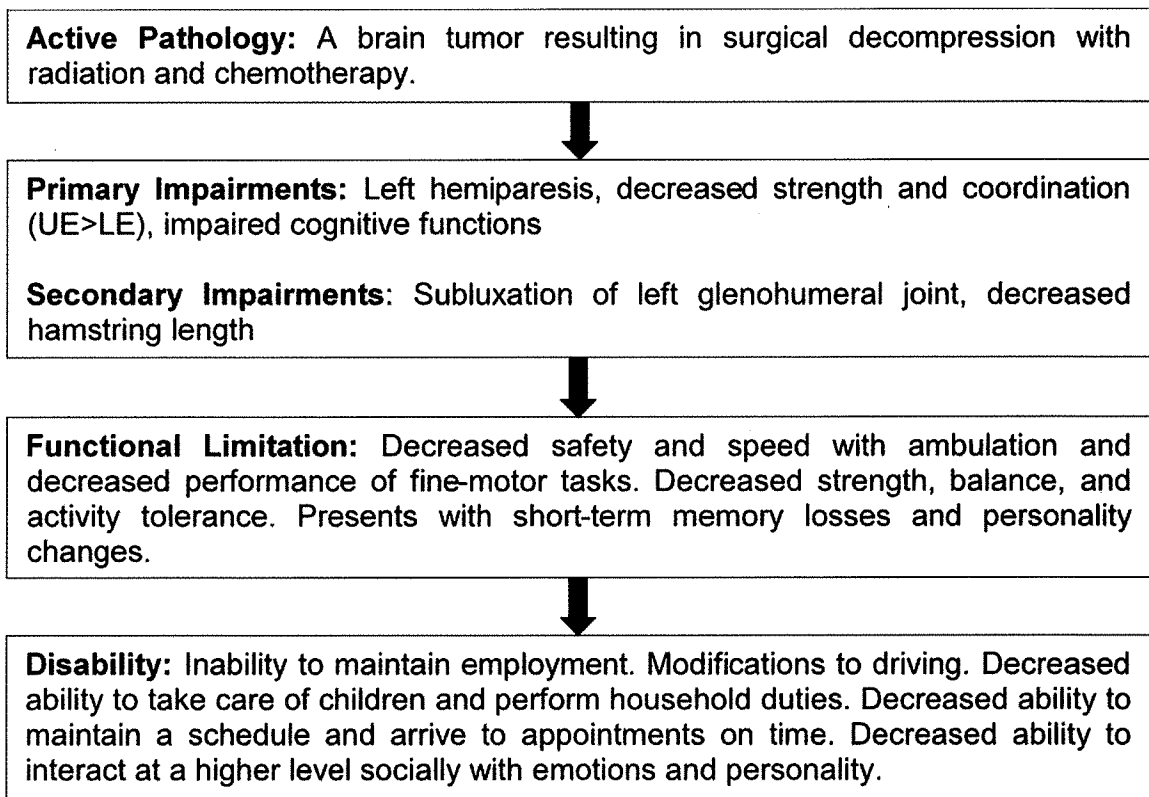 Active Pathology: A brain tumor resulting in surgical decompression with
radiation and chemotherapy.
Primary Impairments: Left hemiparesis, decreased strength and coordination
(UE>LE), impaired cognitive functions
Secondary Impairments: Subluxation of left glenohumeral joint, decreased
hamstring length
Functional Limitation: Decreased safety and speed with ambulation and
decreased performance of fine-motor tasks. Decreased strength, balance, and
activity tolerance. Presents with short-term memory losses and personality
changes.
Disability: Inability to maintain employment. Modifications to driving. Decreased
ability to take care of children and perform household duties. Decreased ability to
maintain a schedule and arrive to appointments on time. Decreased ability to
interact at a higher level socially with emotions and personality.